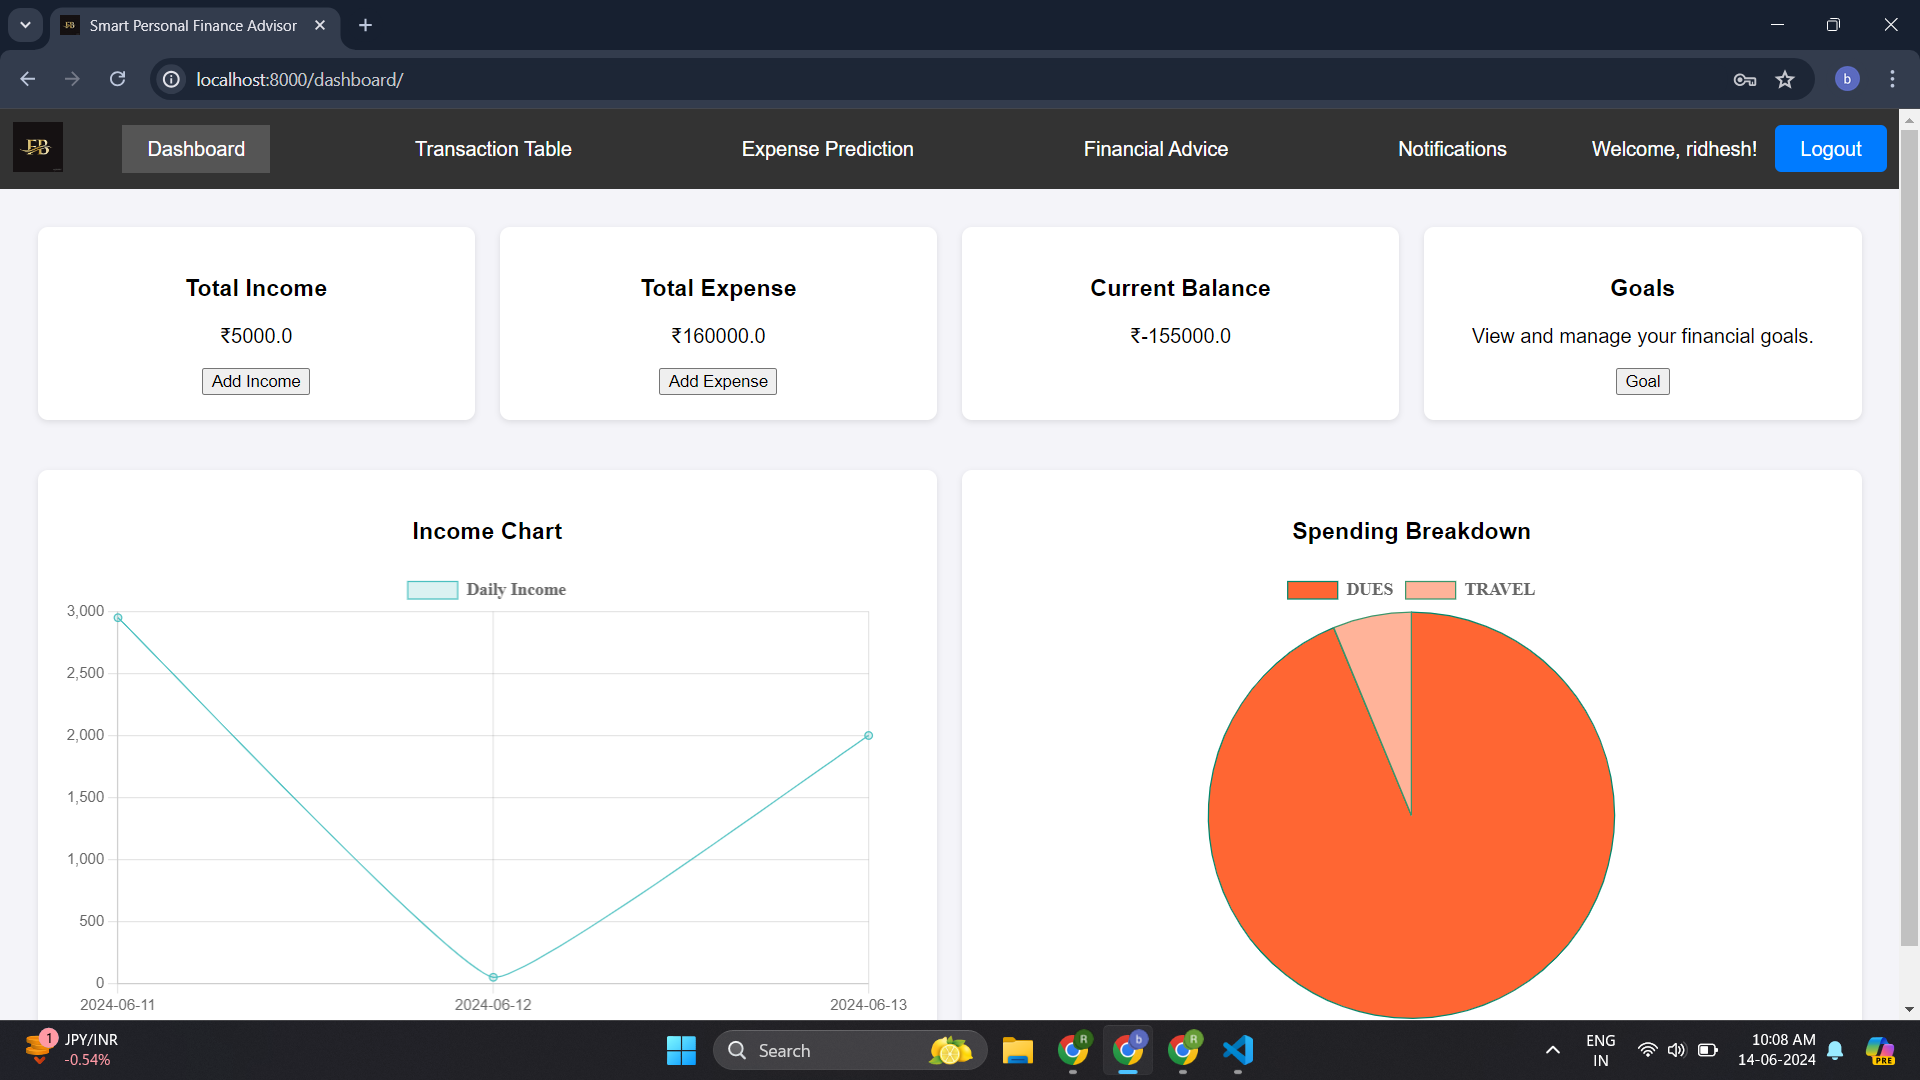 Smart Personal Finance Advisor
localhost:8000/dashboard/
b
FB
Dashboard
Transaction Table
Expense Prediction
Financial Advice
Notifications
Welcome, ridhesh!
Logout
Total Income
₹5000.0
Add Income
Total Expense
₹160000.0
Add Expense
Current Balance
₹-155000.0
Goals
View and manage your financial goals.
Goal
Income Chart
Daily Income
3,000
2,500
2,000
1,500
1,000
500
0
2024-06-11
2024-06-12
2024-06-13
Spending Breakdown
DUES
TRAVEL
1
JPY/INR
-0.54%
Search
R
b
R
ENG
IN
10:08 AM
14-06-2024
PRE